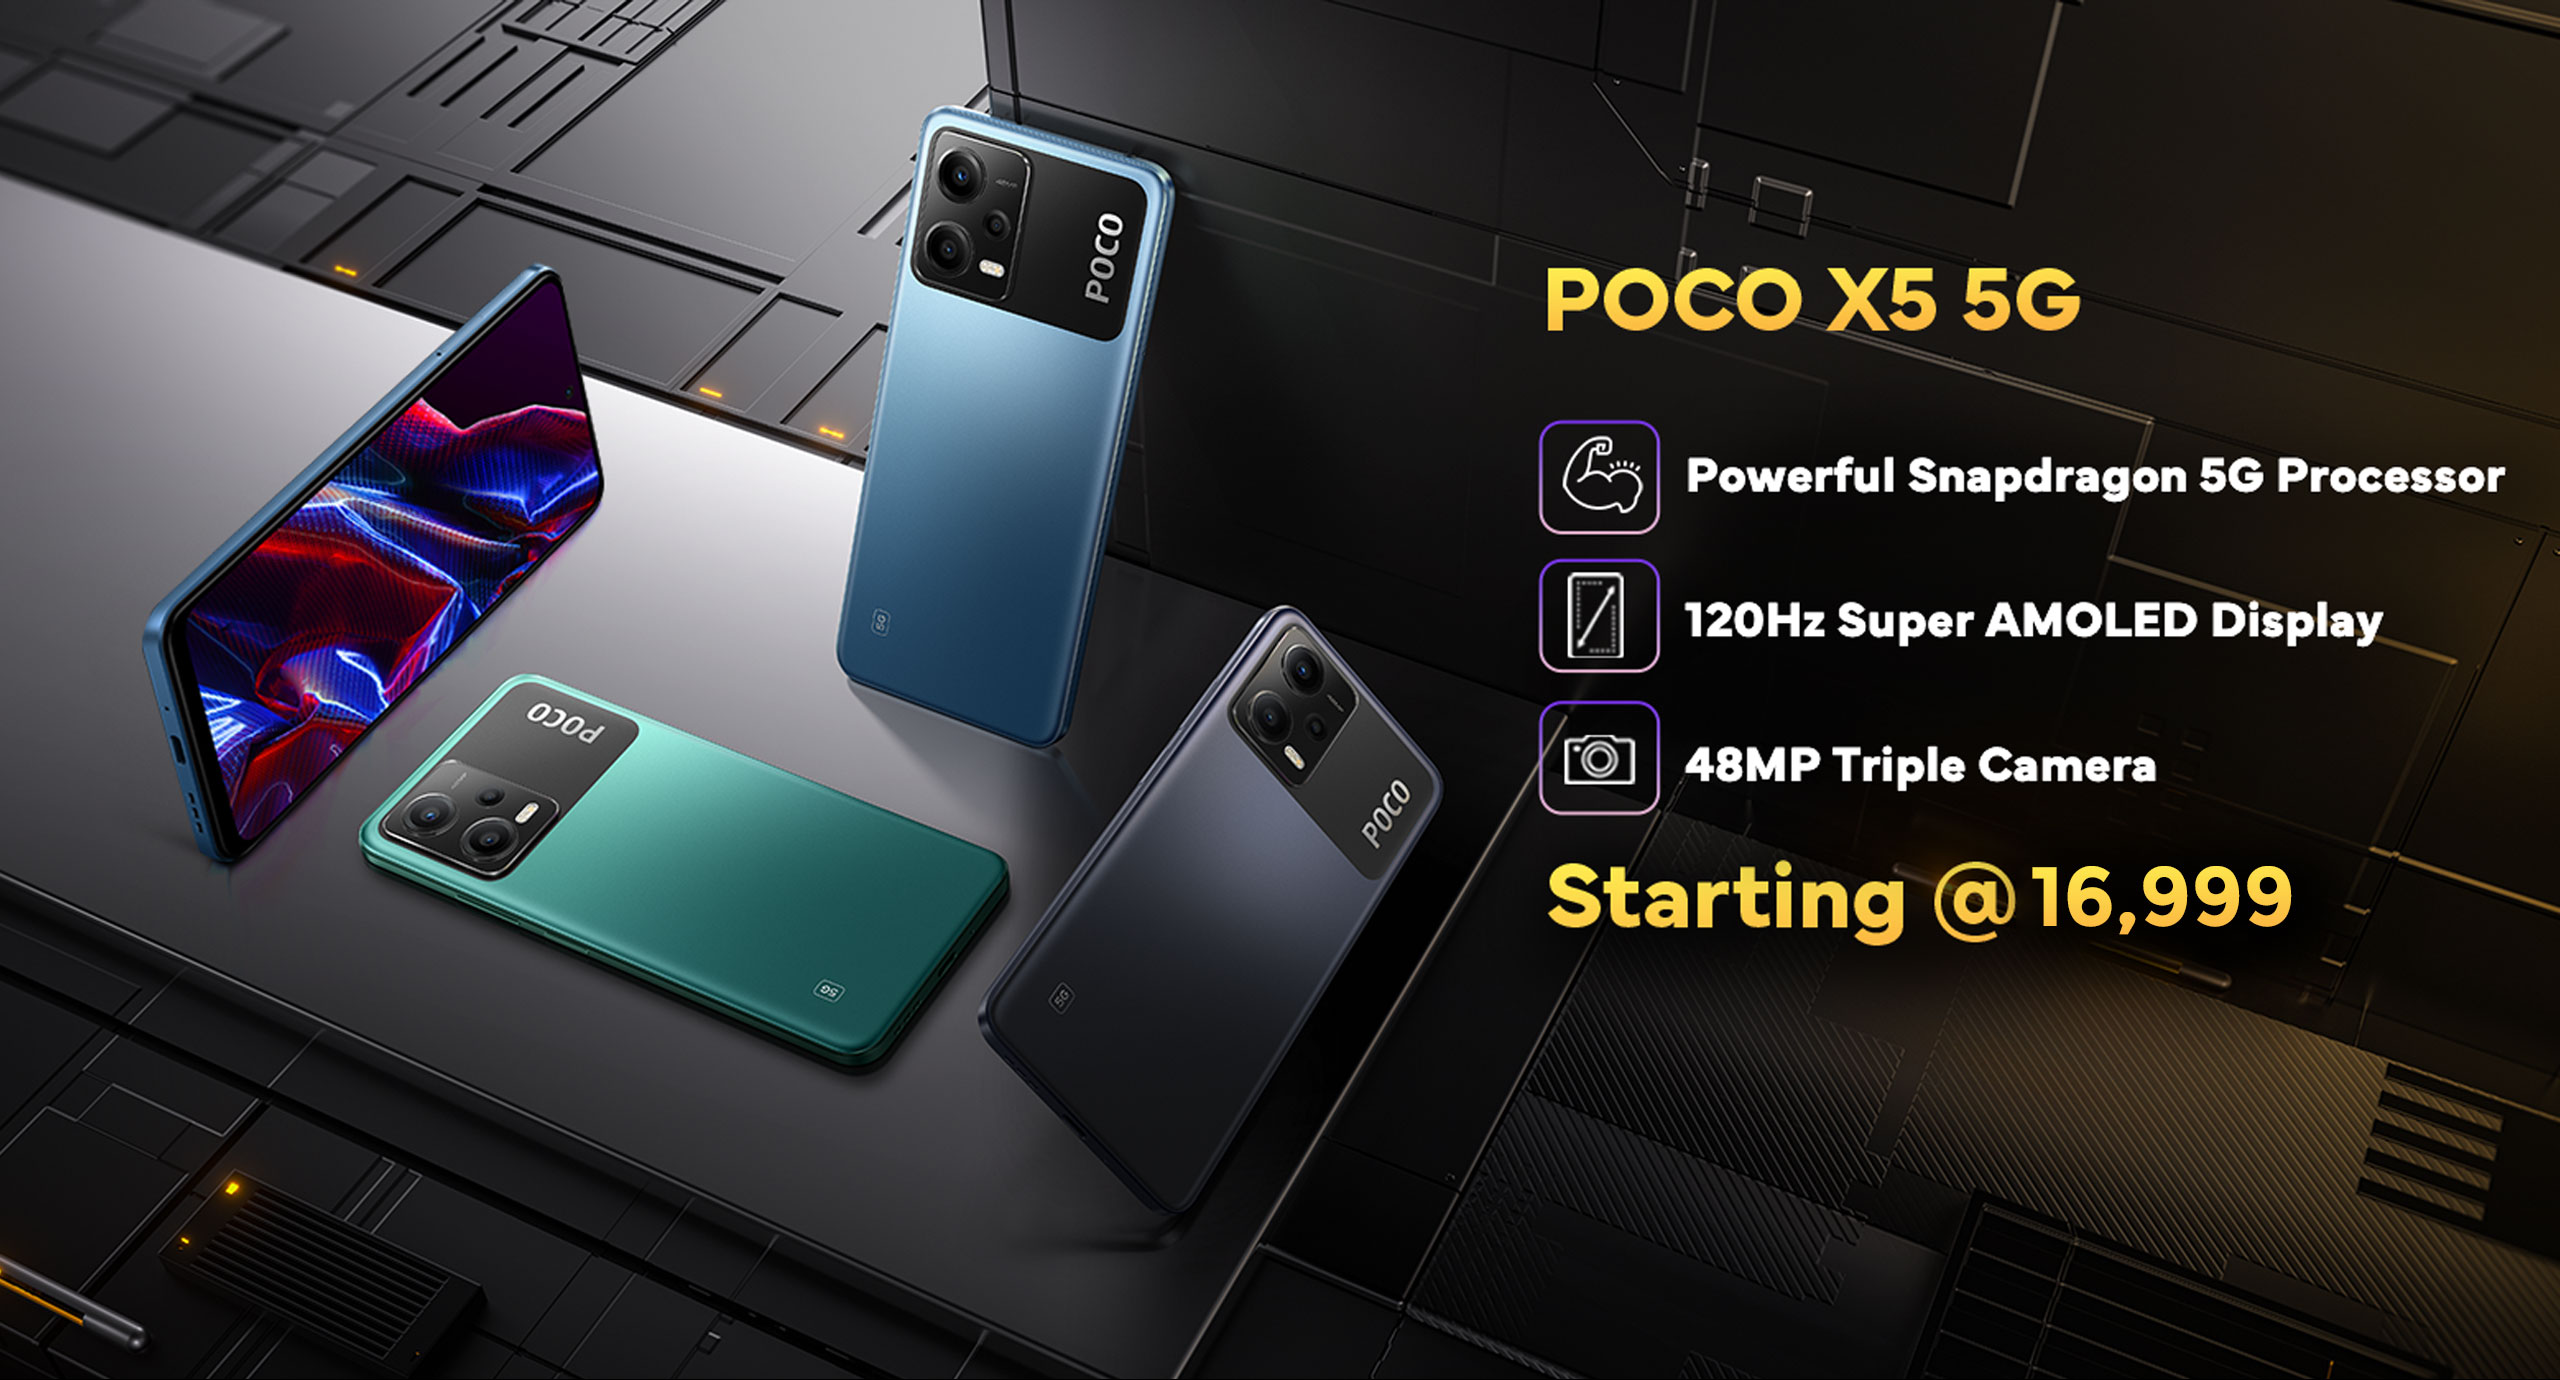 POCO
POCO
POCO
5G
5G
5G
POCO X5 5G
Powerful Snapdragon 5G Processor
120Hz Super AMOLED Display
48MP Triple Camera
Starting @ 16,999